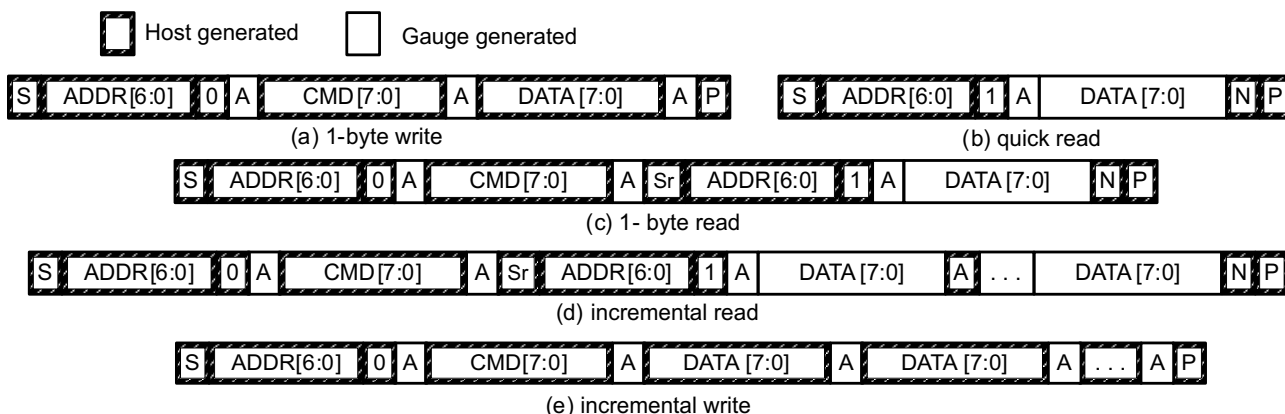 Host generated Gauge generated
S ADDR[6:0] 0 A CMD[7:0] A DATA[7:0] A P S ADDR[6:0] 1 A DATA[7:0] N P
(a) 1-byte write (b) quick read
S ADDR[6:0] 0 A CMD[7:0] A Sr ADDR[6:0] 1 A DATA[7:0] N P
(c) 1- byte read
S ADDR[6:0] 0 A CMD[7:0] A Sr ADDR[6:0] 1 A DATA[7:0] A . . . DATA[7:0] N P
(d) incremental read
S ADDR[6:0] 0 A CMD[7:0] A DATA[7:0] A DATA[7:0] A . . . A P
(e) incremental write